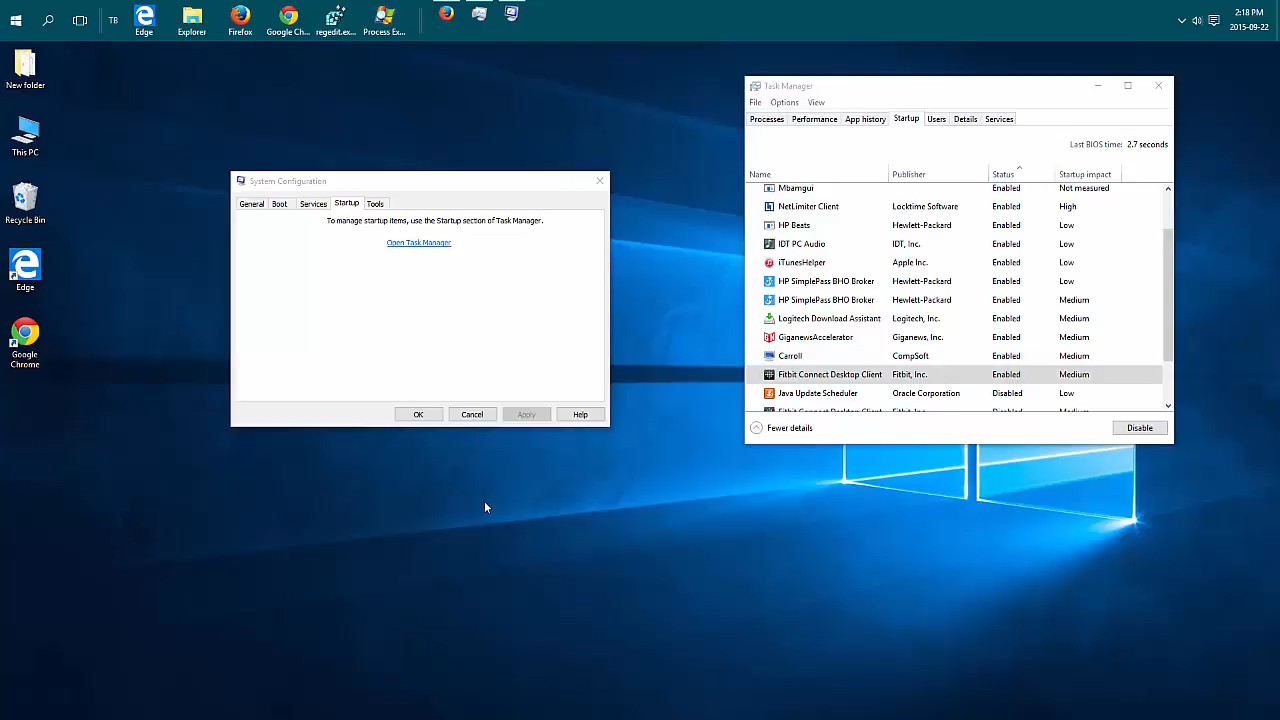 TB
Edge
Explorer
Firefox
Google Ch...
regedit.ex...
Process Ex...
2:18 PM
2015-09-22
New folder
This PC
Recycle Bin
Edge
Google
Chrome
System Configuration
General Boot Services Startup Tools
To manage startup items, use the Startup section of Task Manager.
Open Task Manager
OK Cancel Apply Help
Task Manager
File Options View
Processes Performance App history Startup Users Details Services
Last BIOS time: 2.7 seconds
Name Publisher Status Startup impact
Mbamgui Enabled Not measured
NetLimiter Client Locktime Software Enabled High
HP Beats Hewlett-Packard Enabled Low
IDT PC Audio IDT, Inc. Enabled Low
iTunesHelper Apple Inc. Enabled Low
HP SimplePass BHO Broker Hewlett-Packard Enabled Low
HP SimplePass BHO Broker Hewlett-Packard Enabled Medium
Logitech Download Assistant Logitech, Inc. Enabled Medium
GiganewsAccelerator Giganews, Inc. Enabled Medium
Carroll CompSoft Enabled Medium
Fitbit Connect Desktop Client Fitbit, Inc. Enabled Medium
Java Update Scheduler Oracle Corporation Disabled Low
Fewer details Disable